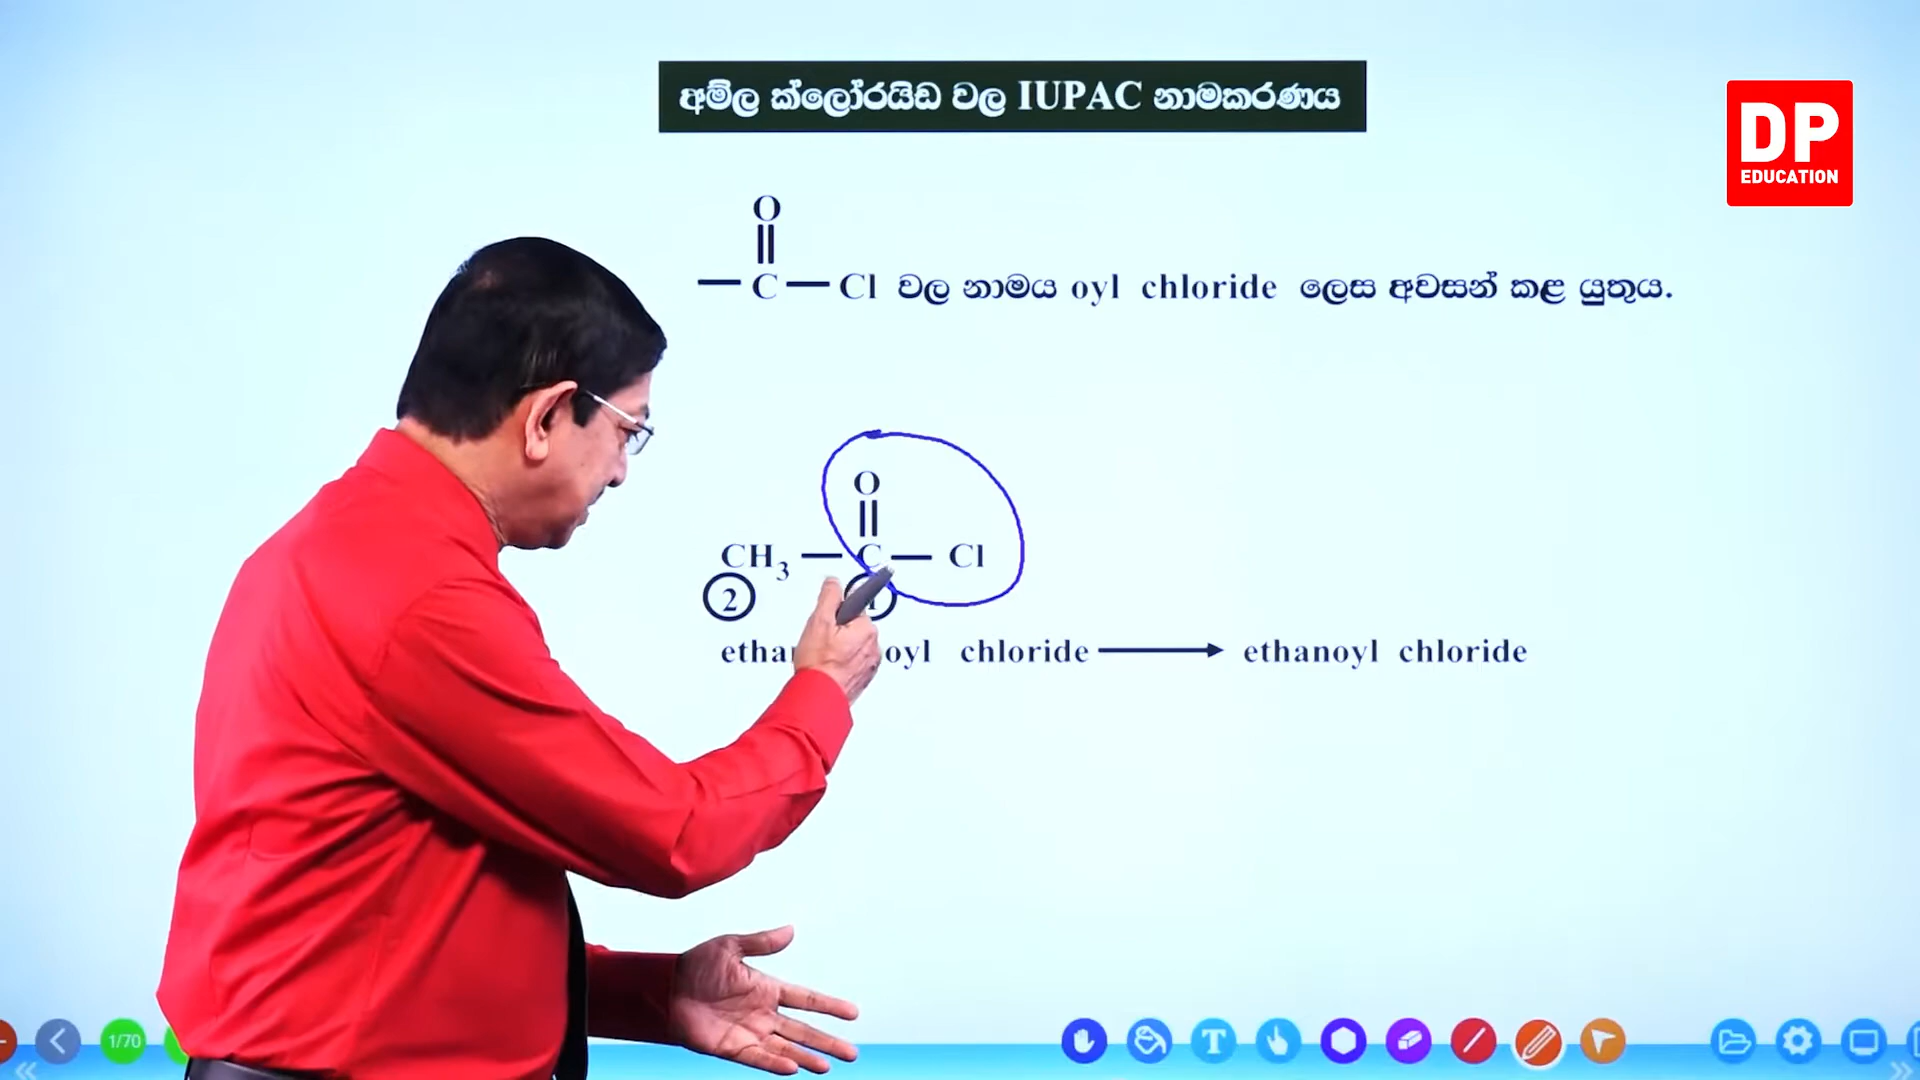 අම්ල ක්ලෝරයිඩ වල IUPAC නාමකරණය
DP
EDUCATION
O
C Cl වල නාමය oyl chloride ලෙස අවසන් කළ යුතුය.
O
CH3 — C — Cl
2 1
oyl chloride → ethanoyl chloride
1/70
T